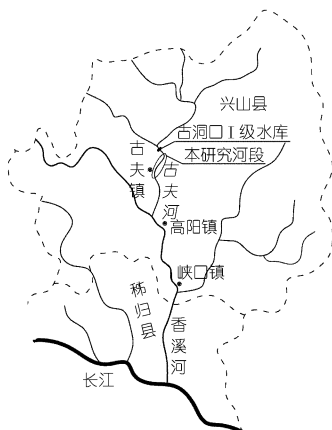 兴山县
古洞口Ⅰ级水库
本研究河段
古夫镇
古夫河
高阳镇
峡口镇
秭归县
香溪河
长江